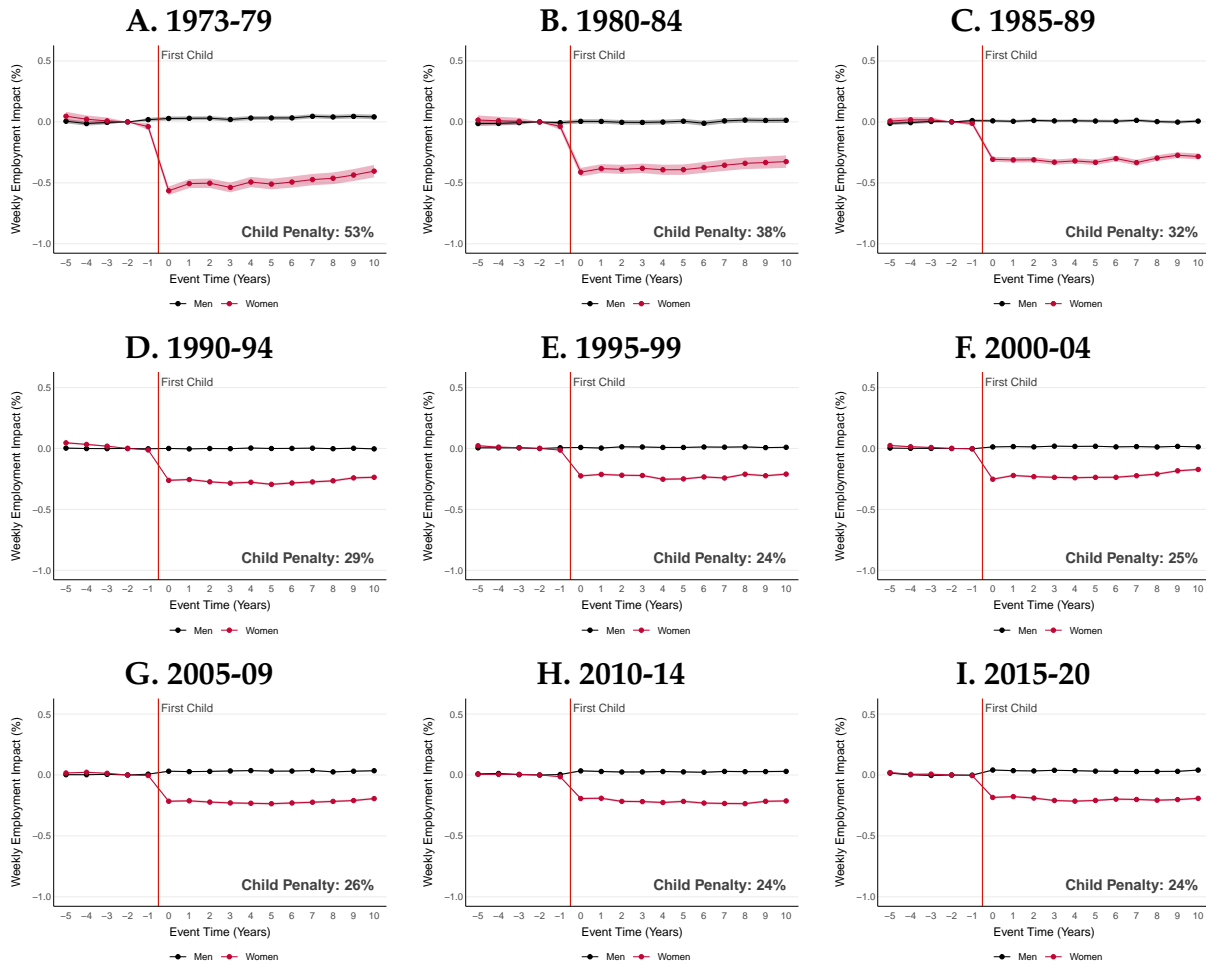 A. 1973-79
Weekly Employment Impact (%)
0.5
0.0
−0.5
−1.0
First Child
Child Penalty: 53%
−5 −4 −3 −2 −1 0 1 2 3 4 5 6 7 8 9 10
Event Time (Years)
Men Women
B. 1980-84
Weekly Employment Impact (%)
0.5
0.0
−0.5
−1.0
First Child
Child Penalty: 38%
−5 −4 −3 −2 −1 0 1 2 3 4 5 6 7 8 9 10
Event Time (Years)
Men Women
C. 1985-89
Weekly Employment Impact (%)
0.5
0.0
−0.5
−1.0
First Child
Child Penalty: 32%
−5 −4 −3 −2 −1 0 1 2 3 4 5 6 7 8 9 10
Event Time (Years)
Men Women
D. 1990-94
Weekly Employment Impact (%)
0.5
0.0
−0.5
−1.0
First Child
Child Penalty: 29%
−5 −4 −3 −2 −1 0 1 2 3 4 5 6 7 8 9 10
Event Time (Years)
Men Women
E. 1995-99
Weekly Employment Impact (%)
0.5
0.0
−0.5
−1.0
First Child
Child Penalty: 24%
−5 −4 −3 −2 −1 0 1 2 3 4 5 6 7 8 9 10
Event Time (Years)
Men Women
F. 2000-04
Weekly Employment Impact (%)
0.5
0.0
−0.5
−1.0
First Child
Child Penalty: 25%
−5 −4 −3 −2 −1 0 1 2 3 4 5 6 7 8 9 10
Event Time (Years)
Men Women
G. 2005-09
Weekly Employment Impact (%)
0.5
0.0
−0.5
−1.0
First Child
Child Penalty: 26%
−5 −4 −3 −2 −1 0 1 2 3 4 5 6 7 8 9 10
Event Time (Years)
Men Women
H. 2010-14
Weekly Employment Impact (%)
0.5
0.0
−0.5
−1.0
First Child
Child Penalty: 24%
−5 −4 −3 −2 −1 0 1 2 3 4 5 6 7 8 9 10
Event Time (Years)
Men Women
I. 2015-20
Weekly Employment Impact (%)
0.5
0.0
−0.5
−1.0
First Child
Child Penalty: 24%
−5 −4 −3 −2 −1 0 1 2 3 4 5 6 7 8 9 10
Event Time (Years)
Men Women